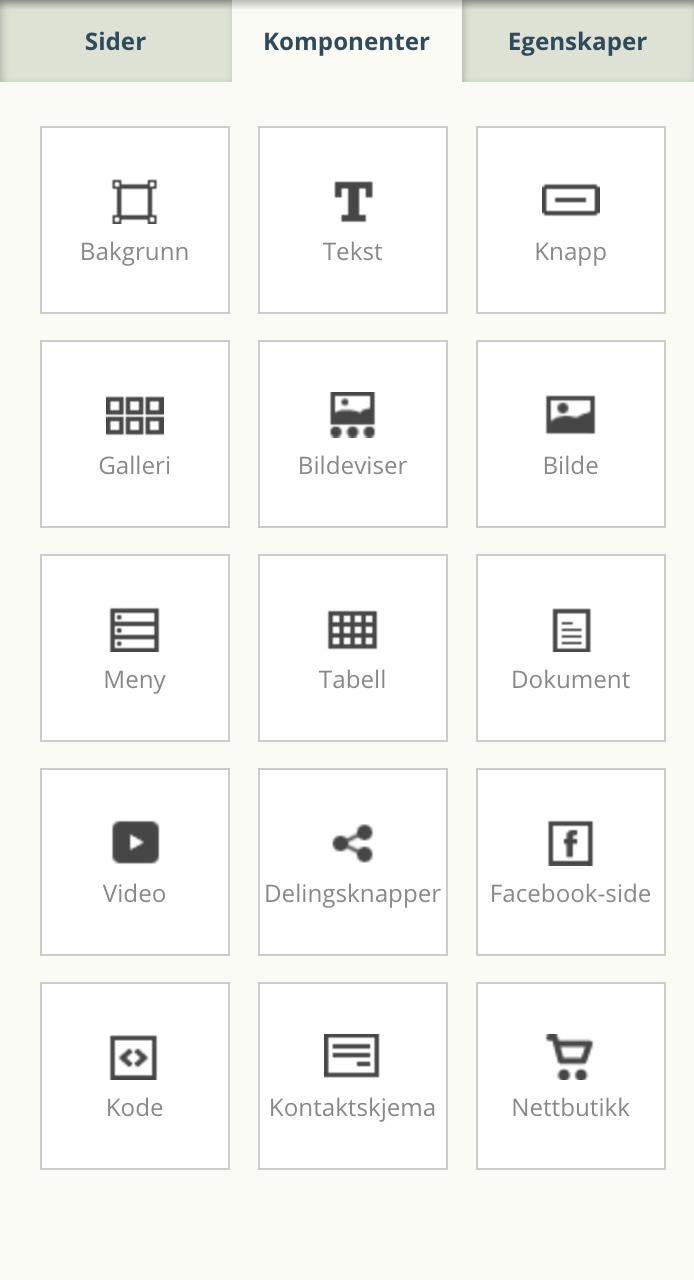 Sider
Komponenter
Egenskaper
Bakgrunn
Tekst
Knapp
Galleri
Bildeviser
Bilde
Meny
Tabell
Dokument
Video
Delingsknapper
Facebook-side
Kode
Kontaktskjema
Nettbutikk